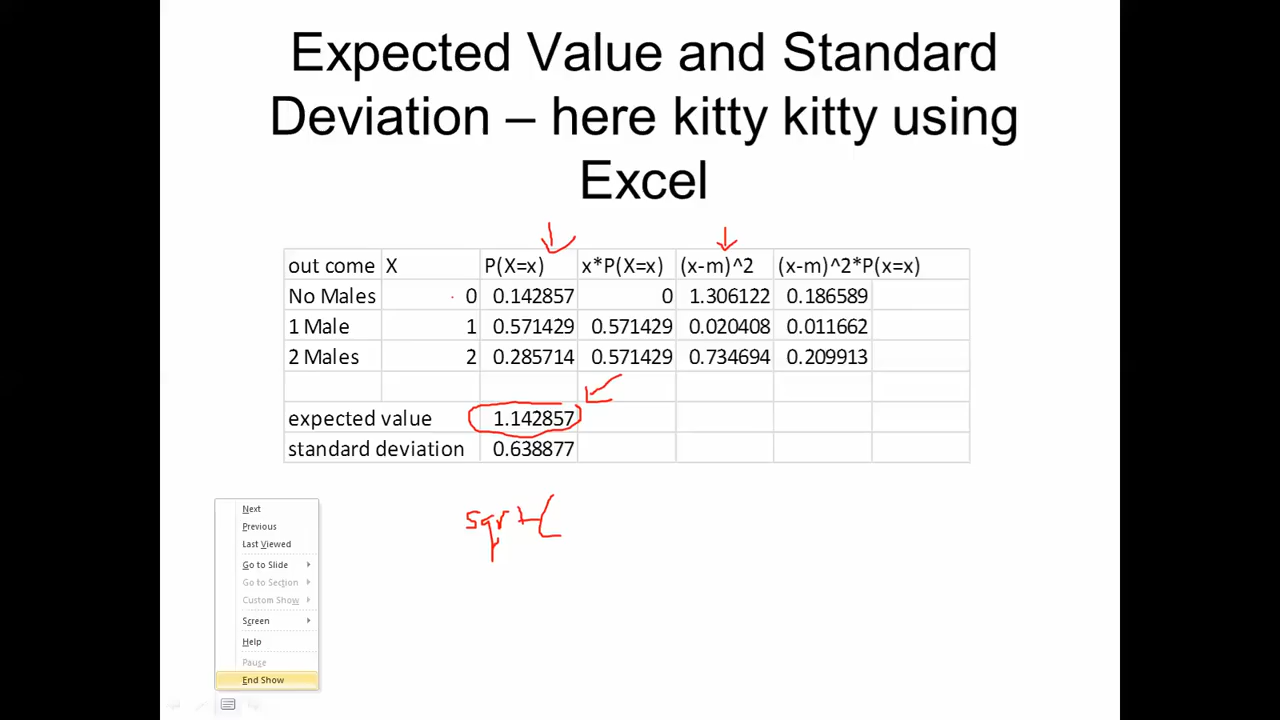 Expected Value and Standard
Deviation – here kitty kitty using
Excel
out come X P(X=x) x*P(X=x) (x-m)^2 (x-m)^2*P(x=x)
No Males 0 0.142857 0 1.306122 0.186589
1 Male 1 0.571429 0.571429 0.020408 0.011662
2 Males 2 0.285714 0.571429 0.734694 0.209913
expected value 1.142857
standard deviation 0.638877
sqrt(
Next
Previous
Last Viewed
Go to Slide
Go to Section
Custom Show
Screen
Help
Pause
End Show